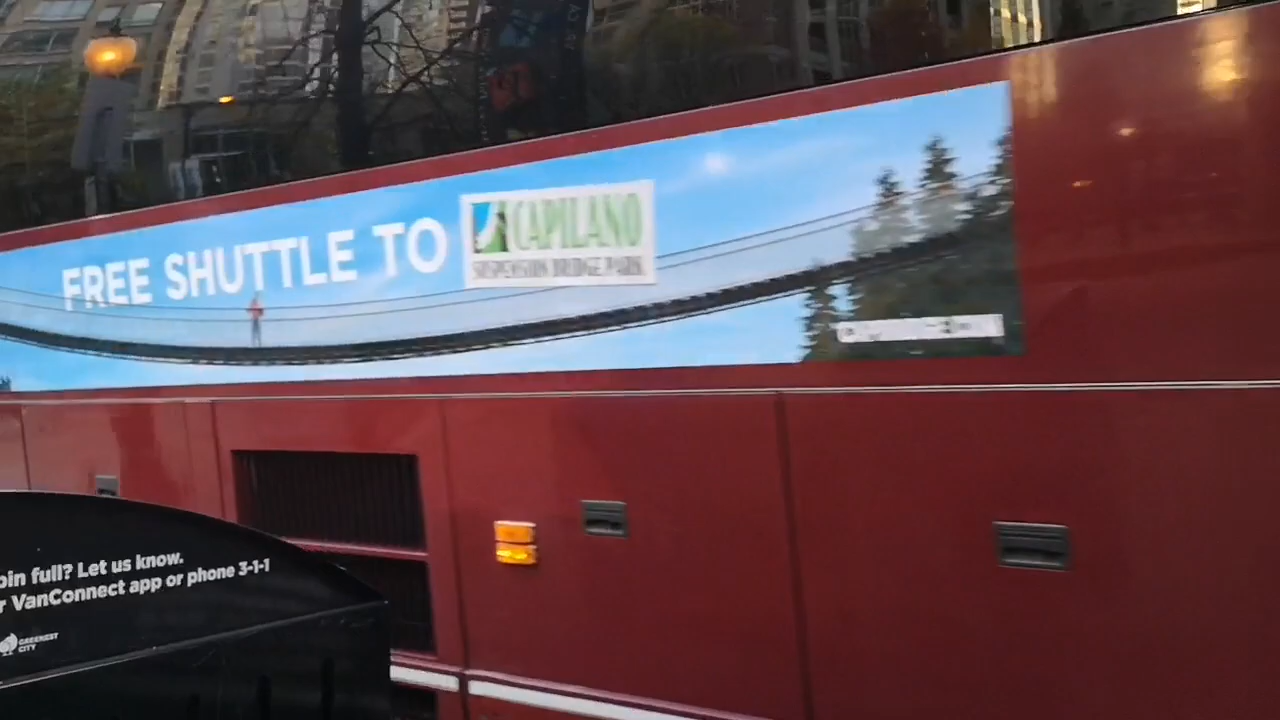 FREE SHUTTLE TO
CAPILANO
SUSPENSION BRIDGE PARK
bin full? Let us know.
r VanConnect app or phone 3-1-1
GREENEST
CITY